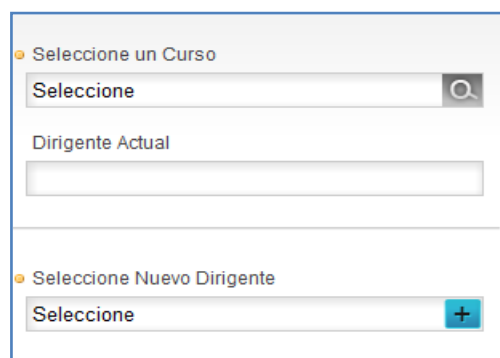 Seleccione un Curso
Seleccione
Dirigente Actual
Seleccione Nuevo Dirigente
Seleccione